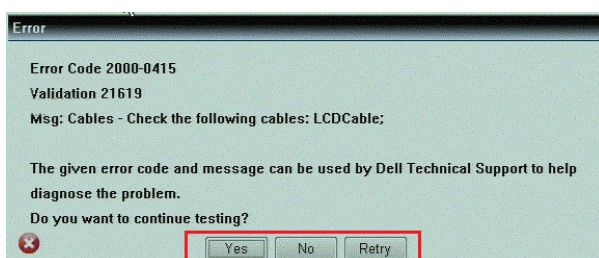 Error
Error Code 2000-0415
Validation 21619
Msg: Cables - Check the following cables: LCDCable;
The given error code and message can be used by Dell Technical Support to help
diagnose the problem.
Do you want to continue testing?
Yes No Retry